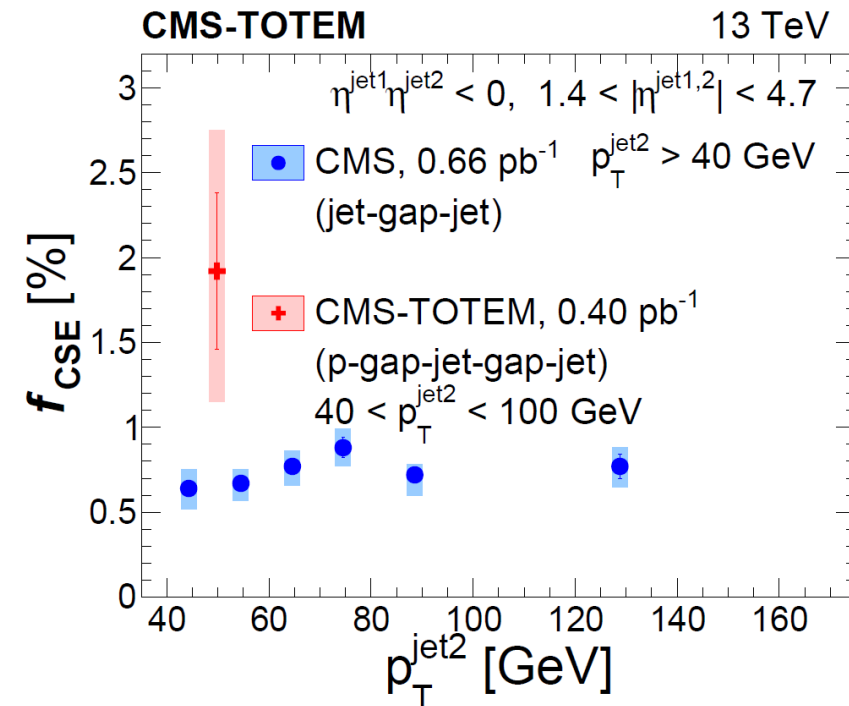 CMS-TOTEM 13 TeV
η^jet1 η^jet2 < 0, 1.4 < |η^jet1,2| < 4.7
CMS, 0.66 pb^-1 p_T^jet2 > 40 GeV
(jet-gap-jet)
CMS-TOTEM, 0.40 pb^-1
(p-gap-jet-gap-jet)
40 < p_T^jet2 < 100 GeV
f_CSE [%]
3
2.5
2
1.5
1
0.5
0
40 60 80 100 120 140 160
p_T^jet2 [GeV]